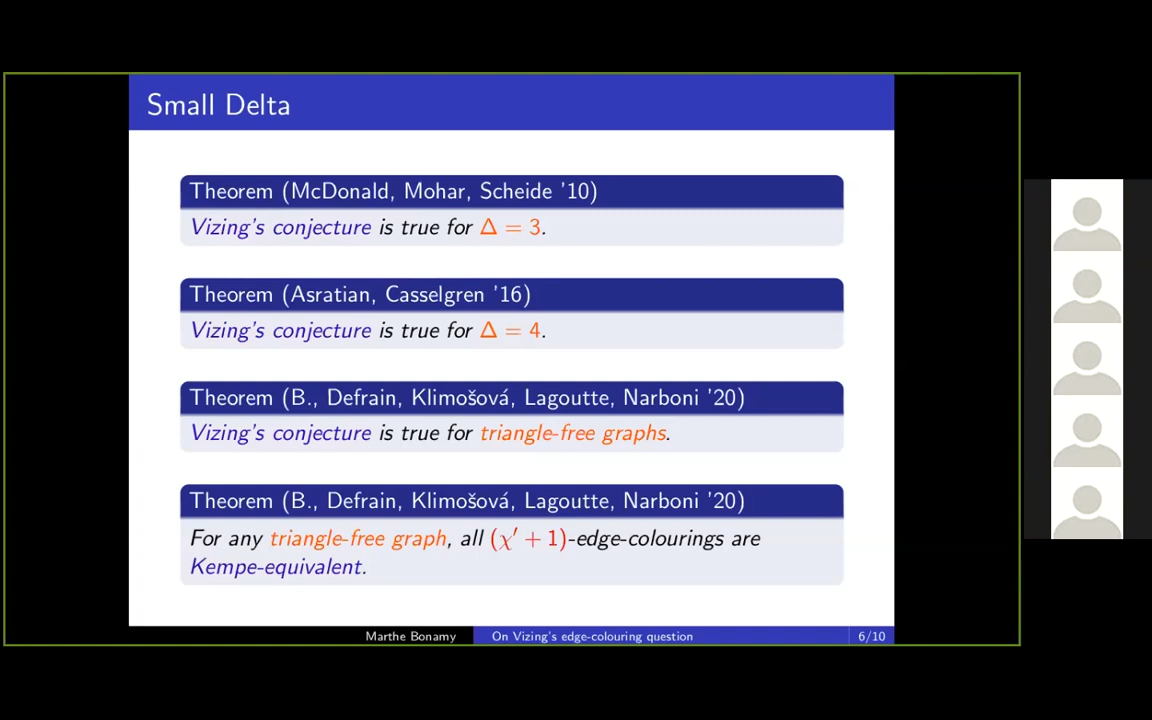 Small Delta
Theorem (McDonald, Mohar, Scheide '10)
Vizing's conjecture is true for Δ = 3.
Theorem (Asratian, Casselgren '16)
Vizing's conjecture is true for Δ = 4.
Theorem (B., Defrain, Klimošová, Lagoutte, Narboni '20)
Vizing's conjecture is true for triangle-free graphs.
Theorem (B., Defrain, Klimošová, Lagoutte, Narboni '20)
For any triangle-free graph, all (χ′ + 1)-edge-colourings are
Kempe-equivalent.
Marthe Bonamy On Vizing's edge-colouring question 6/10